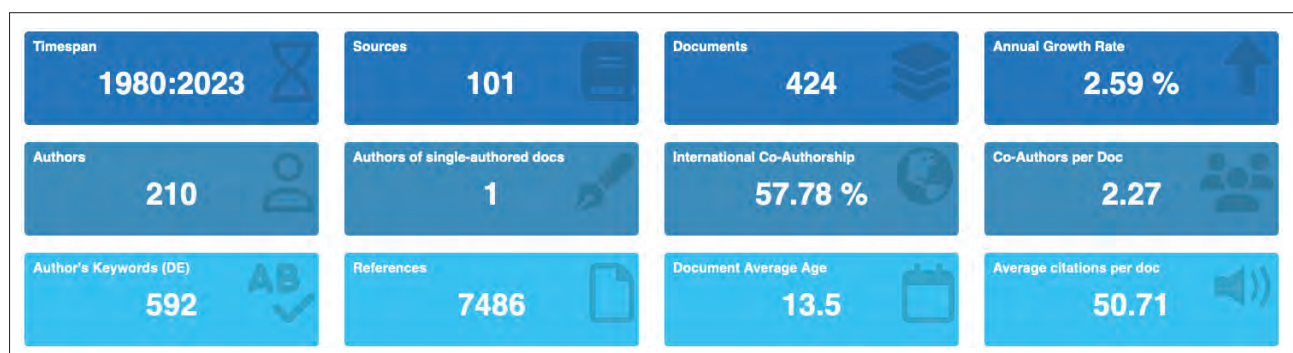 Timespan
1980:2023
Sources
101
Documents
424
Annual Growth Rate
2.59 %
Authors
210
Authors of single-authored docs
1
International Co-Authorship
57.78 %
Co-Authors per Doc
2.27
Author's Keywords (DE)
592
AB
References
7486
Document Average Age
13.5
Average citations per doc
50.71